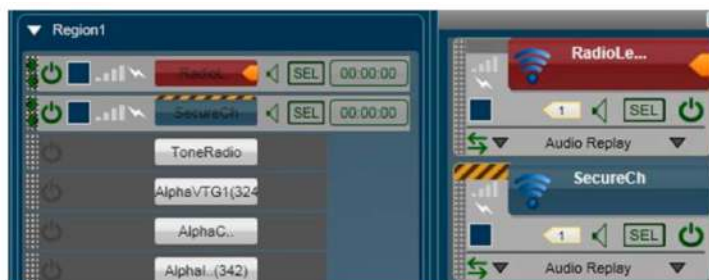 Region1
RadioL SEL 00:00:00
SecureCh SEL 00:00:00
ToneRadio
AlphaVTG1(324
AlphaC..
AlphaI..(342)
RadioLe...
1 SEL
Audio Replay
SecureCh
1 SEL
Audio Replay